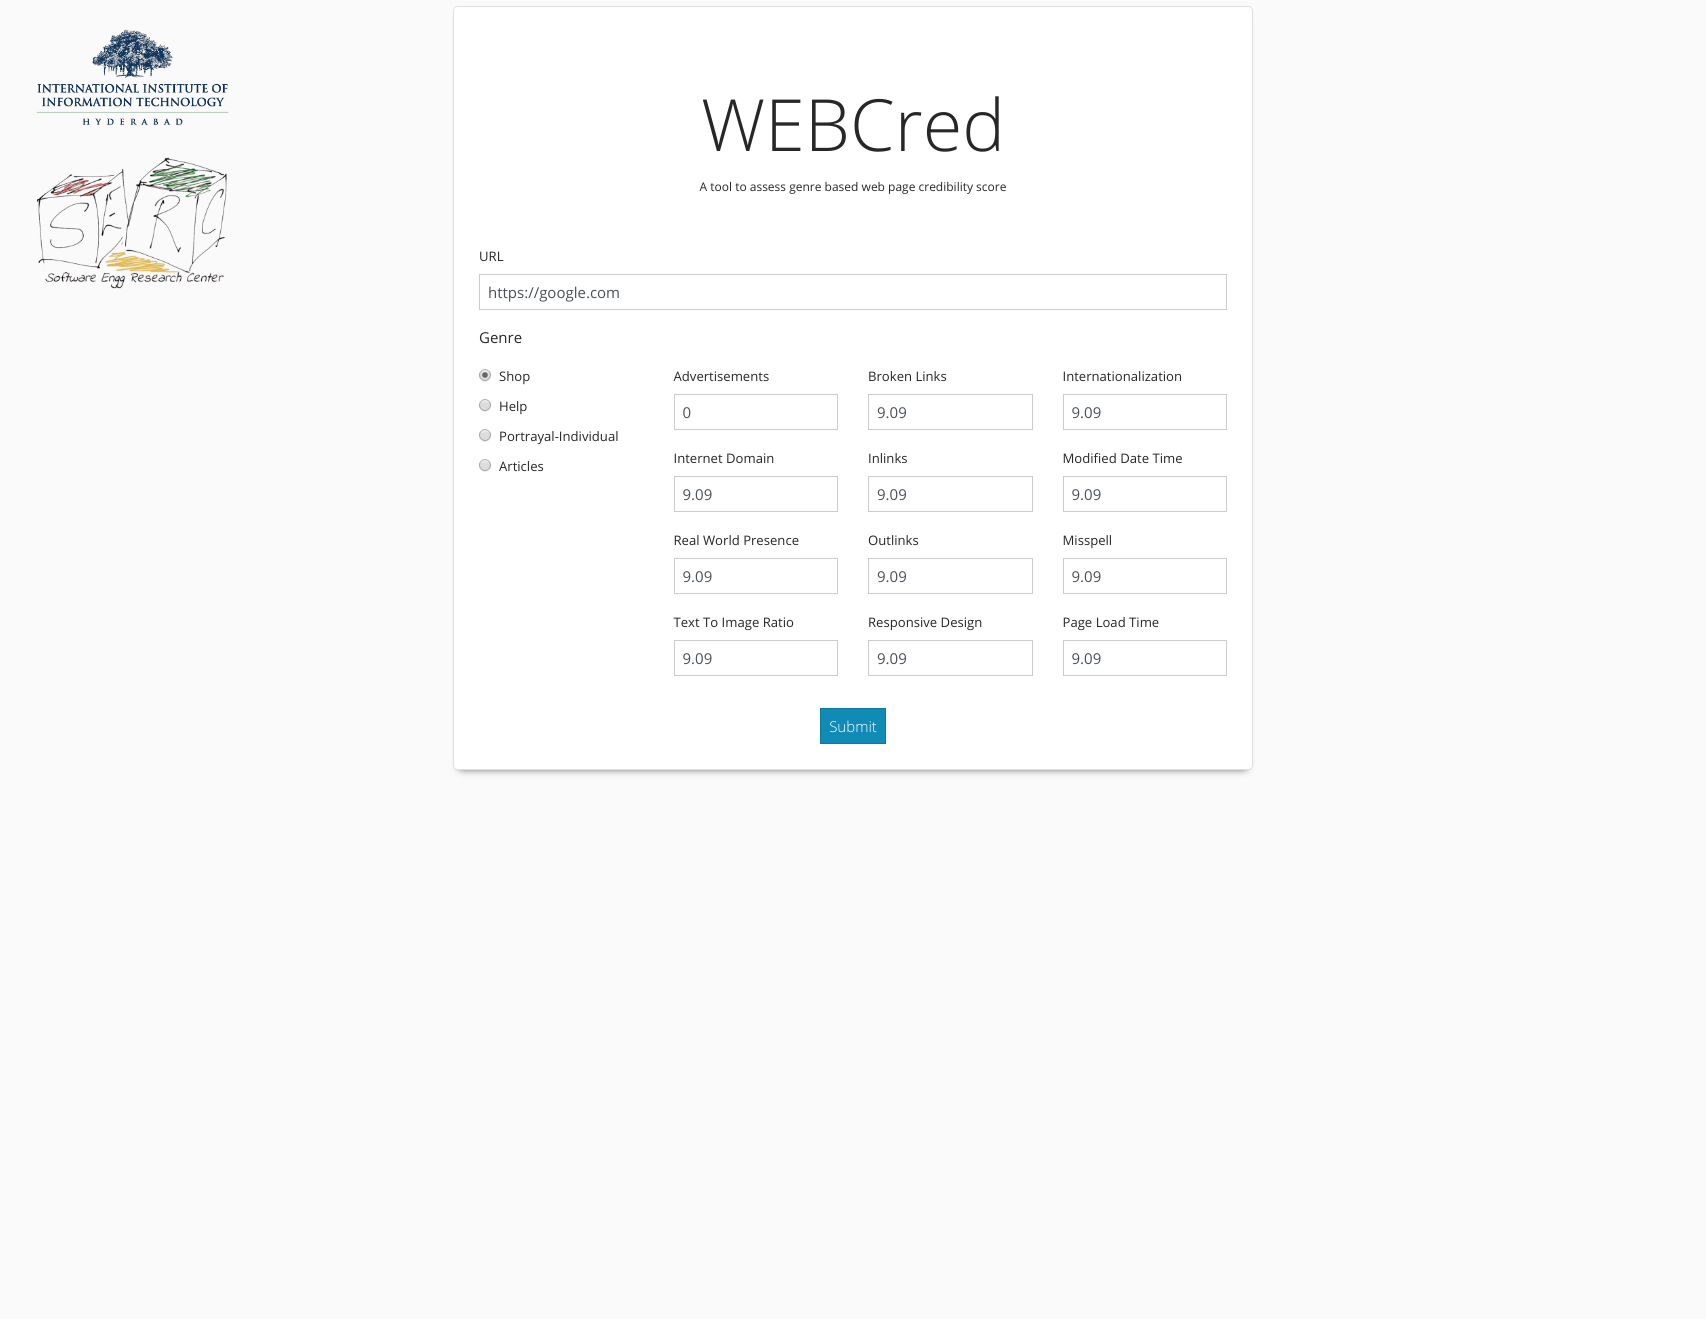 INTERNATIONAL INSTITUTE OF
INFORMATION TECHNOLOGY
HYDERABAD
SERC
Software Engg Research Center
WEBCred
A tool to assess genre based web page credibility score
URL
https://google.com
Genre
Shop
Help
Portrayal-Individual
Articles
Advertisements Broken Links Internationalization
0 9.09 9.09
Internet Domain Inlinks Modified Date Time
9.09 9.09 9.09
Real World Presence Outlinks Misspell
9.09 9.09 9.09
Text To Image Ratio Responsive Design Page Load Time
9.09 9.09 9.09
Submit